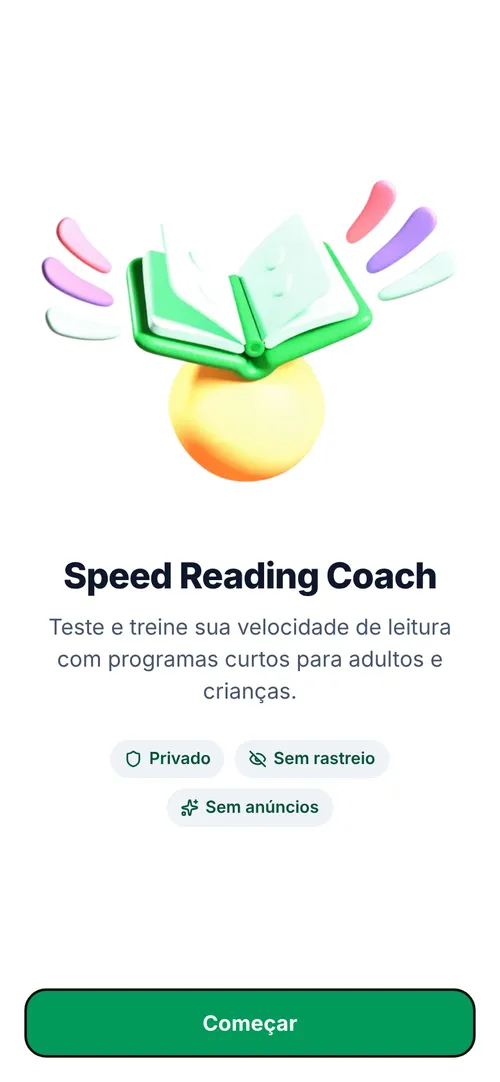 Speed Reading Coach
Teste e treine sua velocidade de leitura
com programas curtos para adultos e
crianças.
Privado
Sem rastreio
Sem anúncios
Começar